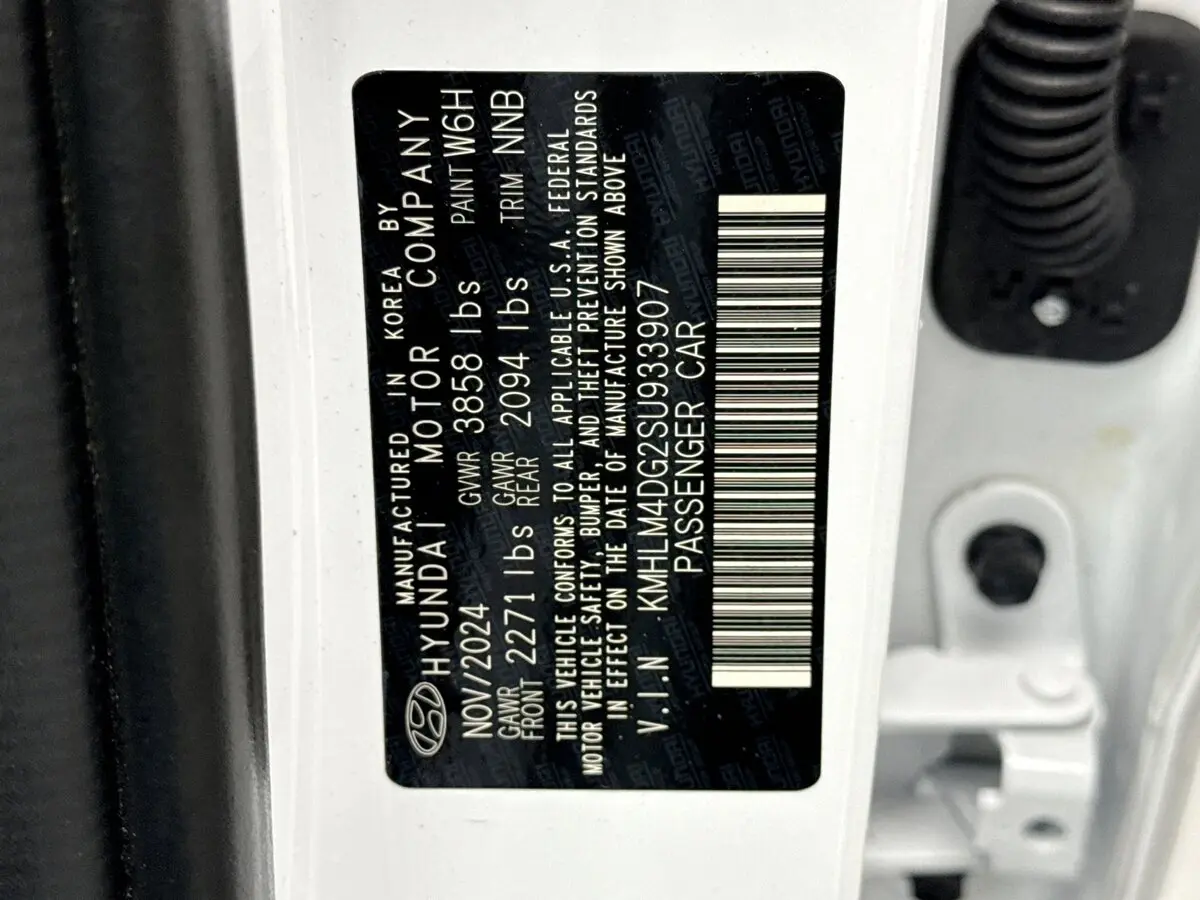 MANUFACTURED IN KOREA BY
HYUNDAI MOTOR COMPANY
NOV/2024 GVWR 3858 lbs PAINT W6H
GAWR FRONT 2271 lbs GAWR REAR 2094 lbs TRIM NNB
THIS VEHICLE CONFORMS TO ALL APPLICABLE U.S.A. FEDERAL
MOTOR VEHICLE SAFETY, BUMPER, AND THEFT PREVENTION STANDARDS
IN EFFECT ON THE DATE OF MANUFACTURE SHOWN ABOVE
V.I.N KMHLM4DG2SU933907
PASSENGER CAR